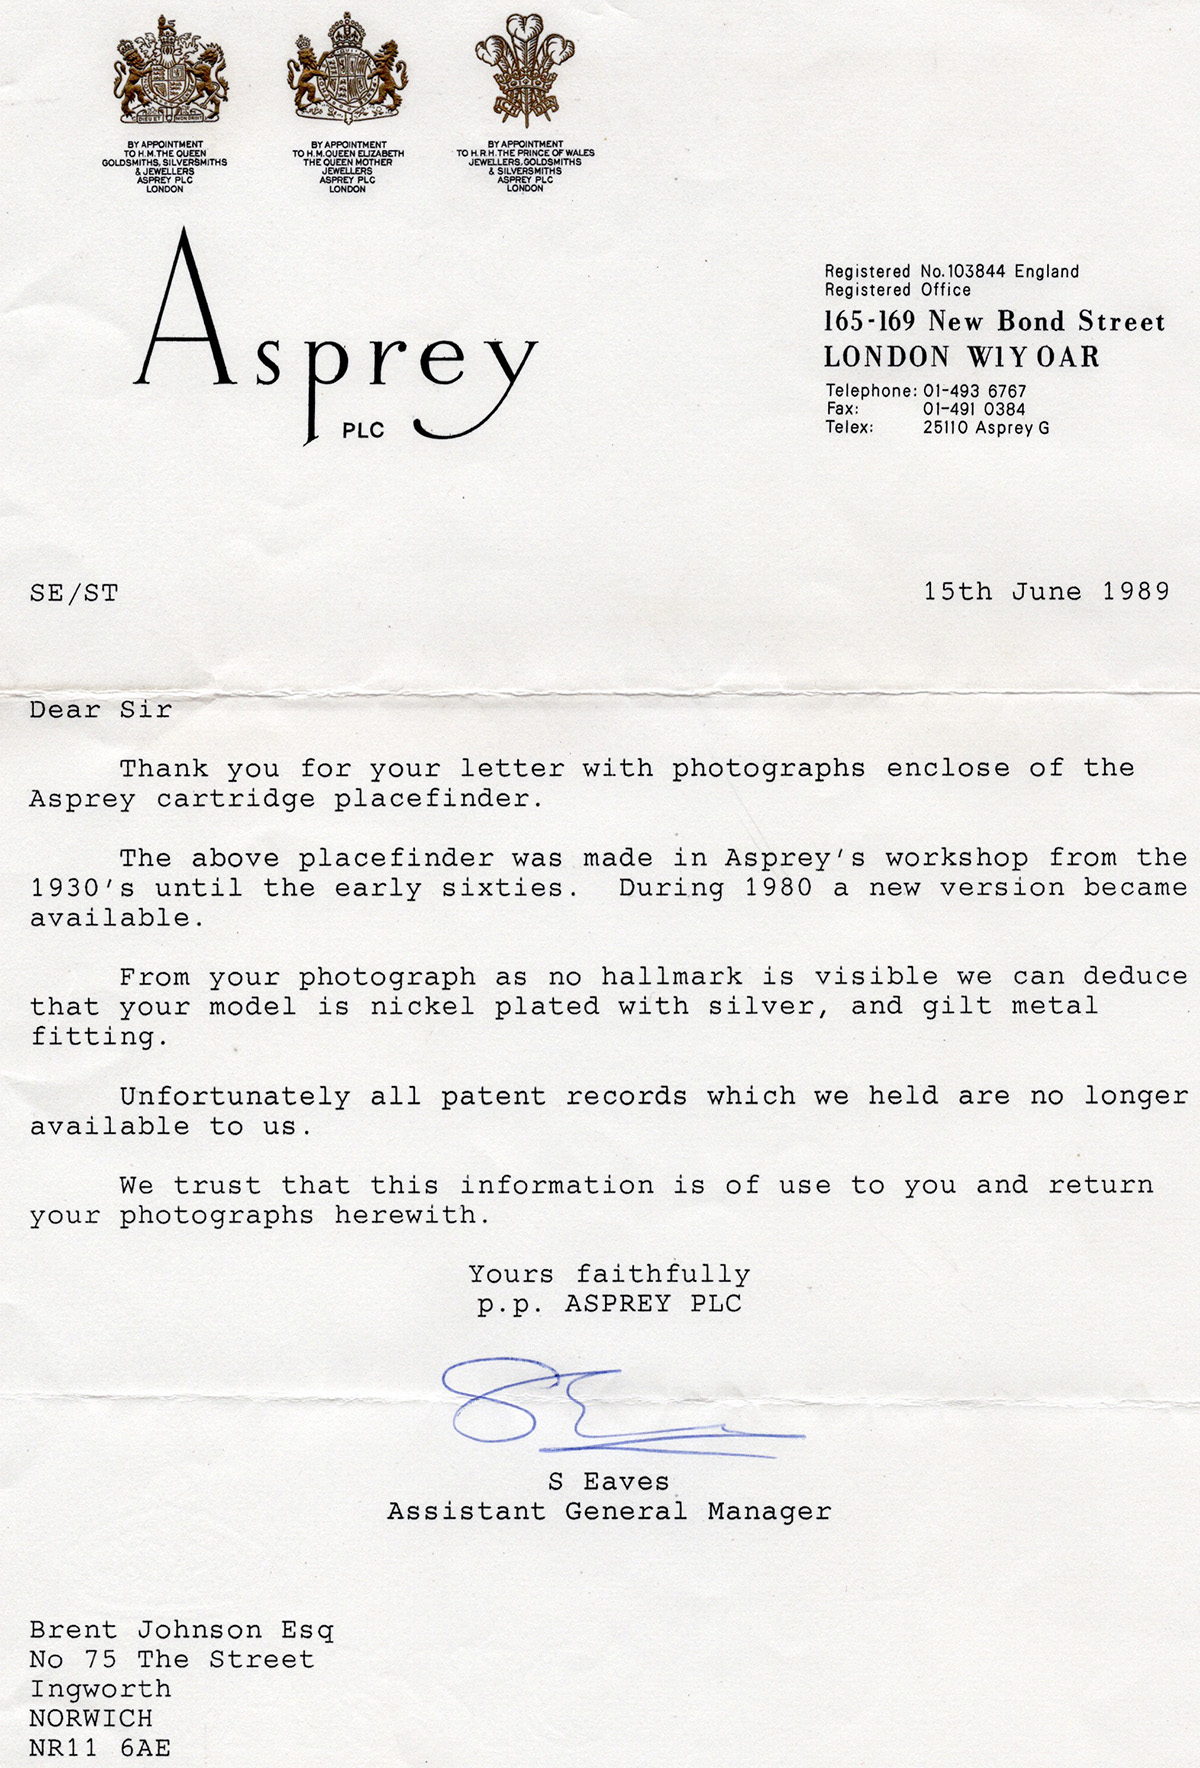 BY APPOINTMENT
TO H.M. THE QUEEN
GOLDSMITHS, SILVERSMITHS
& JEWELLERS
ASPREY PLC
LONDON
BY APPOINTMENT
TO H.M. QUEEN ELIZABETH
THE QUEEN MOTHER
JEWELLERS
ASPREY PLC
LONDON
BY APPOINTMENT
TO H.R.H. THE PRINCE OF WALES
JEWELLERS, GOLDSMITHS
& SILVERSMITHS
ASPREY PLC
LONDON
Asprey
PLC
Registered No. 103844 England
Registered Office
165-169 New Bond Street
LONDON W1Y OAR
Telephone: 01-493 6767
Fax: 01-491 0384
Telex: 25110 Asprey G
SE/ST 15th June 1989
Dear Sir
Thank you for your letter with photographs enclose of the
Asprey cartridge placefinder.
The above placefinder was made in Asprey's workshop from the
1930's until the early sixties. During 1980 a new version became
available.
From your photograph as no hallmark is visible we can deduce
that your model is nickel plated with silver, and gilt metal
fitting.
Unfortunately all patent records which we held are no longer
available to us.
We trust that this information is of use to you and return
your photographs herewith.
Yours faithfully
p.p. ASPREY PLC
S Eaves
Assistant General Manager
Brent Johnson Esq
No 75 The Street
Ingworth
NORWICH
NR11 6AE